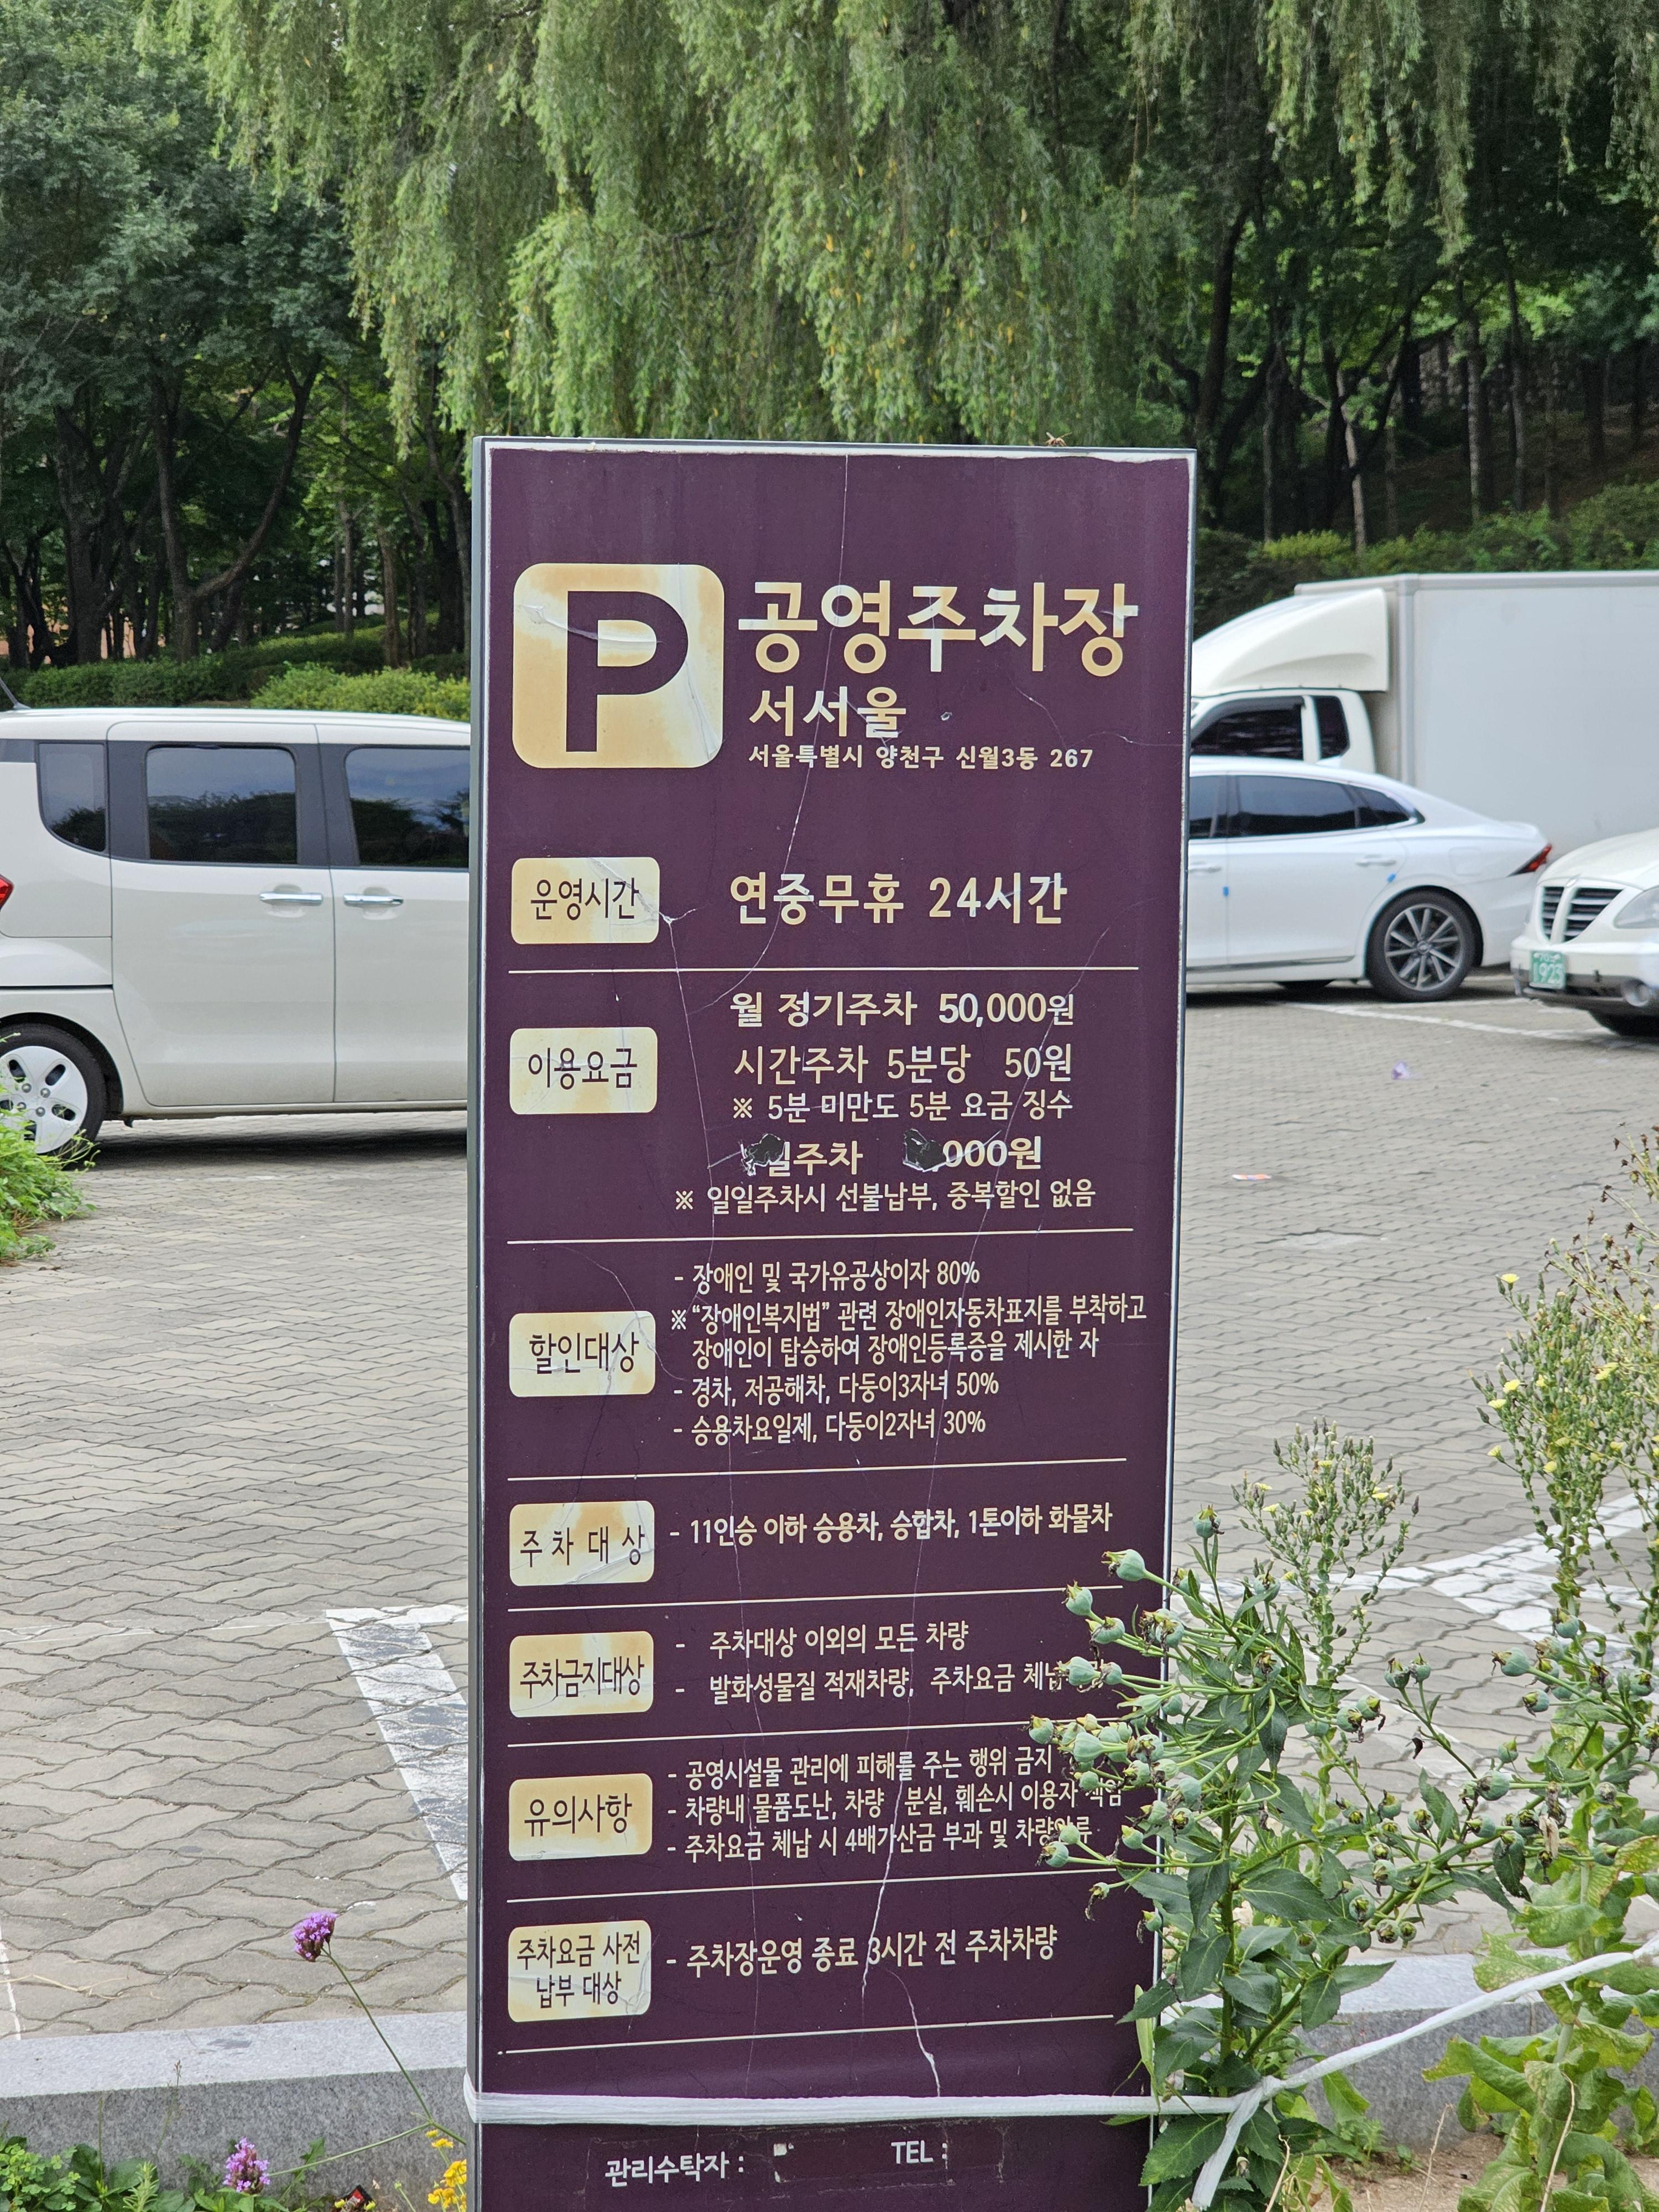 P
공영주차장
서서울
서울특별시 양천구 신월3동 267
운영시간
연중무휴 24시간
이용요금
월 정기주차 50,000원
시간주차 5분당 50원
※ 5분 미만도 5분 요금 징수
일주차 000원
※ 일일주차시 선불납부, 중복할인 없음
할인대상
- 장애인 및 국가유공상이자 80%
※ “장애인복지법” 관련 장애인자동차표지를 부착하고
장애인이 탑승하여 장애인등록증을 제시한 자
- 경차, 저공해차, 다둥이3자녀 50%
- 승용차요일제, 다둥이2자녀 30%
주 차 대 상
- 11인승 이하 승용차, 승합차, 1톤이하 화물차
주차금지대상
- 주차대상 이외의 모든 차량
- 발화성물질 적재차량, 주차요금
유의사항
- 공영시설물 관리에 피해를 주는 행위 금지
- 차량내 물품도난, 차량 분실, 훼손시 이용자 책임
- 주차요금 체납 시 4배가산금 부과 및
주차요금 사전
납부 대상
- 주차장운영 종료 3시간 전 주차차량
관리수탁자 : TEL :
1923